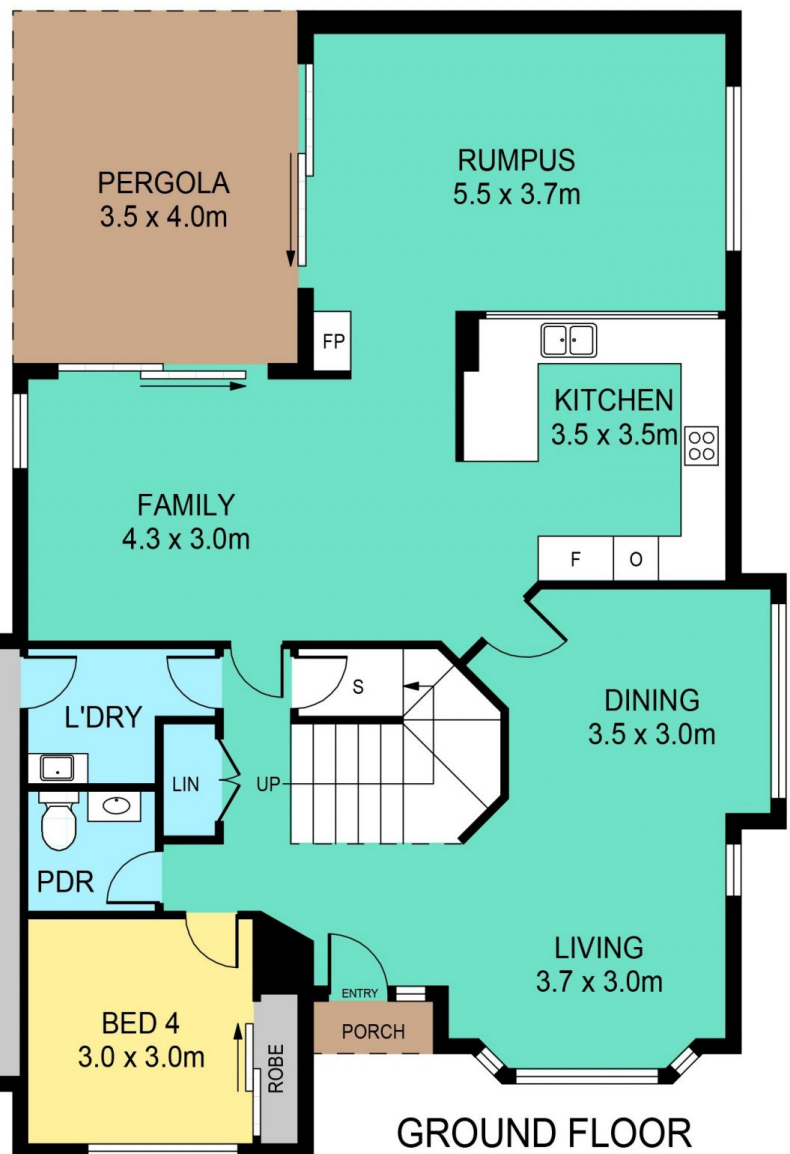 PERGOLA
3.5 x 4.0m
RUMPUS
5.5 x 3.7m
FP
KITCHEN
3.5 x 3.5m
FAMILY
4.3 x 3.0m
F
O
S
L'DRY
DINING
3.5 x 3.0m
LIN
UP
PDR
LIVING
3.7 x 3.0m
ENTRY
PORCH
BED 4
3.0 x 3.0m
ROBE
GROUND FLOOR